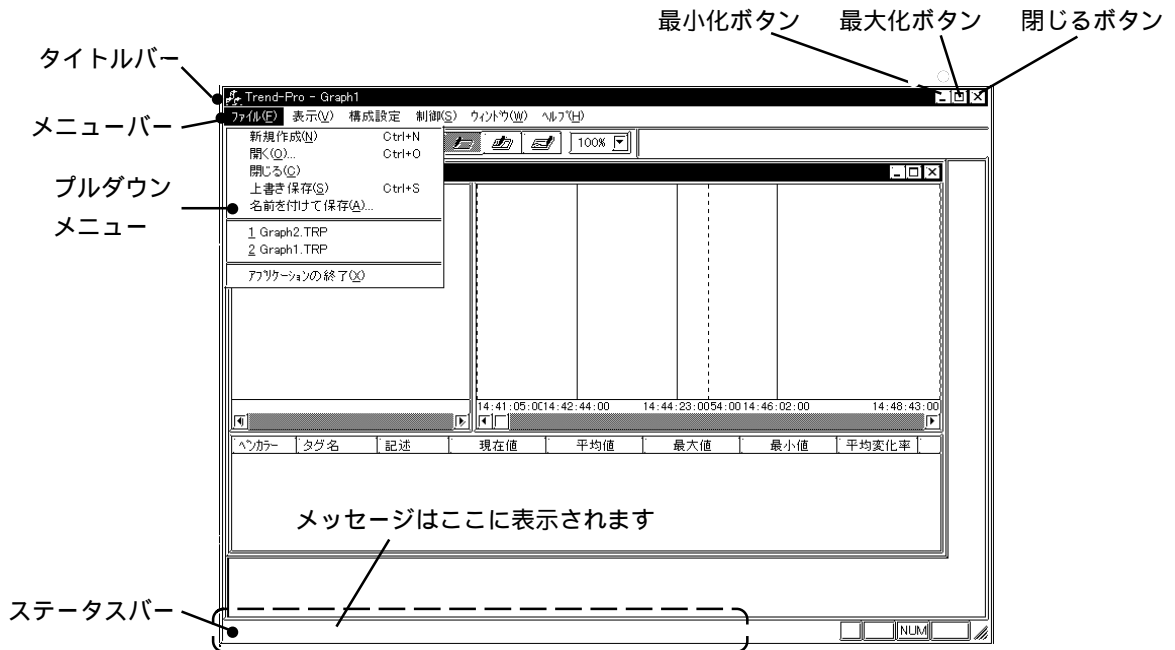 最小化ボタン 最大化ボタン 閉じるボタン
タイトルバー
メニューバー
プルダウン
メニュー
Trend-Pro - Graph1
ファイル(F) 表示(V) 構成設定 制御(S) ウィンドウ(W) ヘルプ(H)
新規作成(N) Ctrl+N
開く(O)... Ctrl+O
閉じる(C)
上書き保存(S) Ctrl+S
名前を付けて保存(A)...
1 Graph2.TRP
2 Graph1.TRP
アプリケーションの終了(X)
100%
14:41:05:00 14:42:44:00 14:44:23:00 54:00 14:46:02:00 14:48:43:00
ペンカラー タグ名 記述 現在値 平均値 最大値 最小値 平均変化率
メッセージはここに表示されます
ステータスバー
NUM